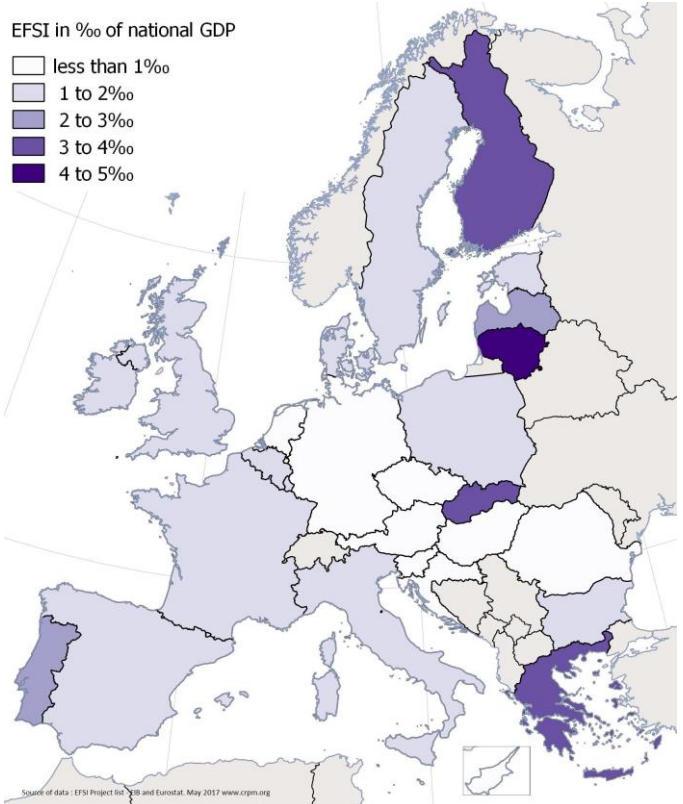 EFSI in ‰ of national GDP
less than 1‰
1 to 2‰
2 to 3‰
3 to 4‰
4 to 5‰
Source of data : EFSI Project list - EIB and Eurostat. May 2017 www.crpm.org